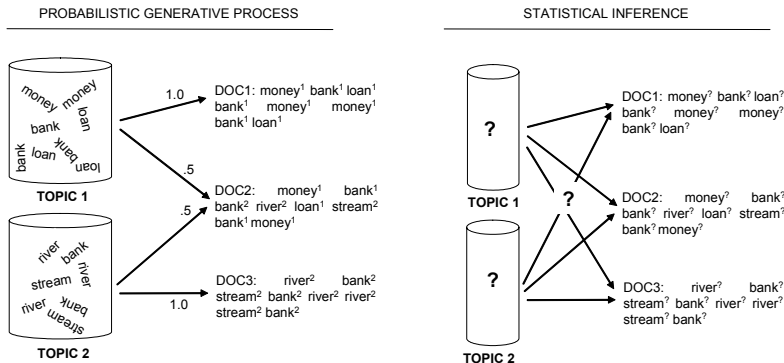 PROBABILISTIC GENERATIVE PROCESS
money
money
loan
bank
bank
loan
bank
loan
TOPIC 1
1.0
.5
DOC1: money¹ bank¹ loan¹
bank¹ money¹ money¹
bank¹ loan¹
DOC2: money¹ bank¹
bank² river² loan¹ stream²
bank¹ money¹
.5
river
bank
stream
river
river
bank
stream
TOPIC 2
1.0
DOC3: river² bank²
stream² bank² river² river²
stream² bank²
STATISTICAL INFERENCE
?
TOPIC 1
?
?
TOPIC 2
DOC1: money? bank? loan?
bank? money? money?
bank? loan?
DOC2: money? bank?
bank? river? loan? stream?
bank? money?
DOC3: river? bank?
stream? bank? river? river?
stream? bank?